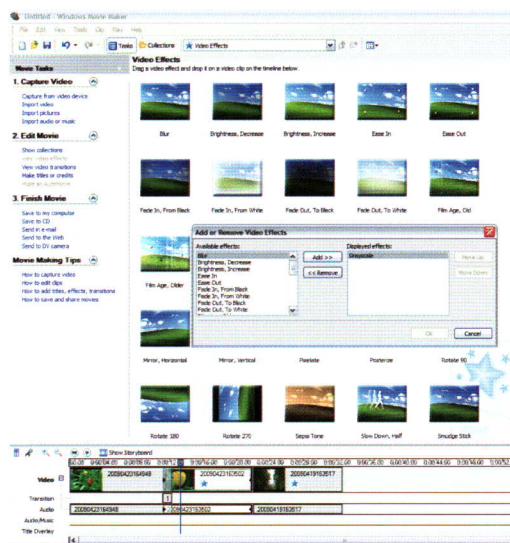 Untitled - Windows Movie Maker
File Edit View Tools Clip Play Help
Tasks Collections Video Effects
Movie Tasks
Video Effects
Drag a video effect and drop it on a video clip on the timeline below.
1. Capture Video
Capture from video device
Import video
Import pictures
Import audio or music
2. Edit Movie
Show collections
View video effects
View video transitions
Make titles or credits
Make an AutoMovie
3. Finish Movie
Save to my computer
Save to CD
Send in e-mail
Send to the Web
Send to DV camera
Movie Making Tips
How to capture video
How to edit clips
How to add titles, effects, transitions
How to save and share movies
Blur Brightness, Decrease Brightness, Increase Ease In Ease Out
Fade In, From Black Fade In, From White Fade Out, To Black Fade Out, To White Film Age, Old
Film Age, Older
Add or Remove Video Effects
Available effects:
Blur
Brightness, Decrease
Brightness, Increase
Ease In
Ease Out
Fade In, From Black
Fade In, From White
Fade Out, To Black
Fade Out, To White
Add >>
<< Remove
Displayed effects:
Grayscale
Move Up
Move Down
OK Cancel
Mirror, Horizontal Mirror, Vertical Pixelate Posterize Rotate 90
Rotate 180 Rotate 270 Sepia Tone Slow Down, Half Smudge Stick
Show Storyboard
Video 20090423164948 20090423163502 20090419163517
Transition
Audio 20090423164948 20090423163502 20090419163517
Audio/Music
Title Overlay